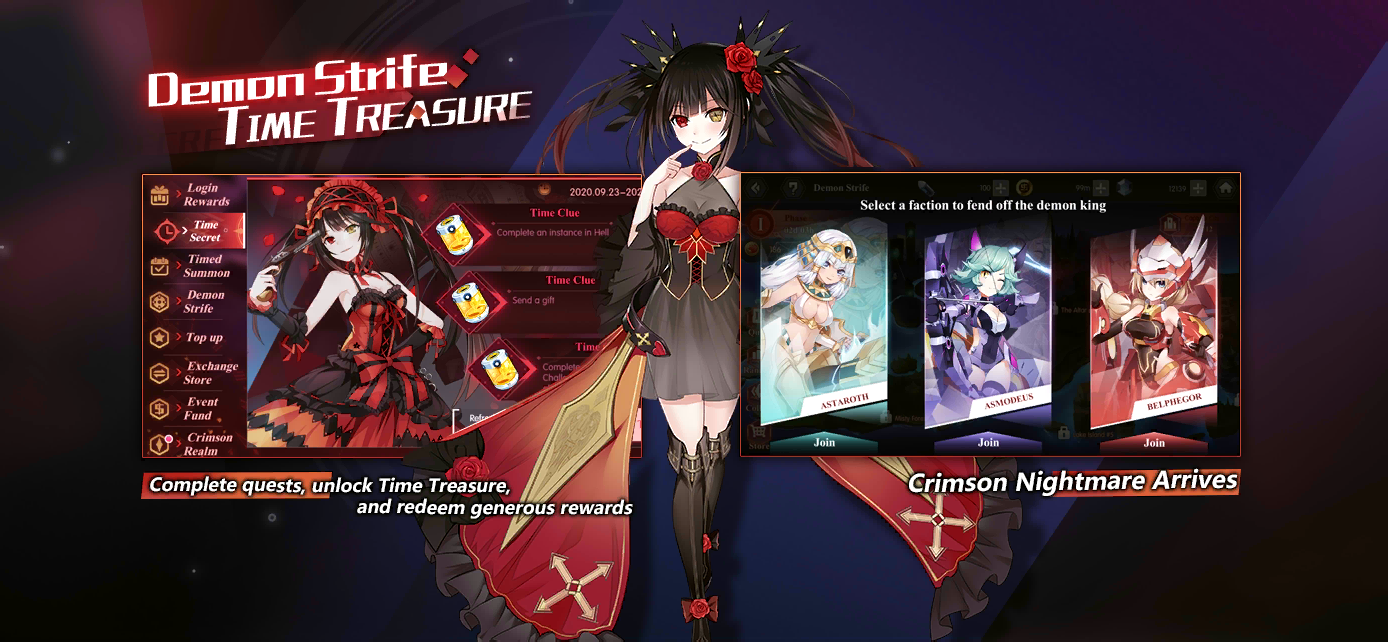 Demon Strife
TIME TREASURE
Login
Rewards
Time
Secret
Timed
Summon
Demon
Strife
Top up
Exchange
Store
Event
Fund
Crimson
Realm
2020.09.23~202
Time Clue
Complete an instance in Hell
Time Clue
Send a gift
Time
Complete
Complete quests, unlock Time Treasure,
and redeem generous rewards
Demon Strife
100
12139
Select a faction to fend off the demon king
ASTAROTH
ASMODEUS
BELPHEGOR
Join
Join
Join
Crimson Nightmare Arrives